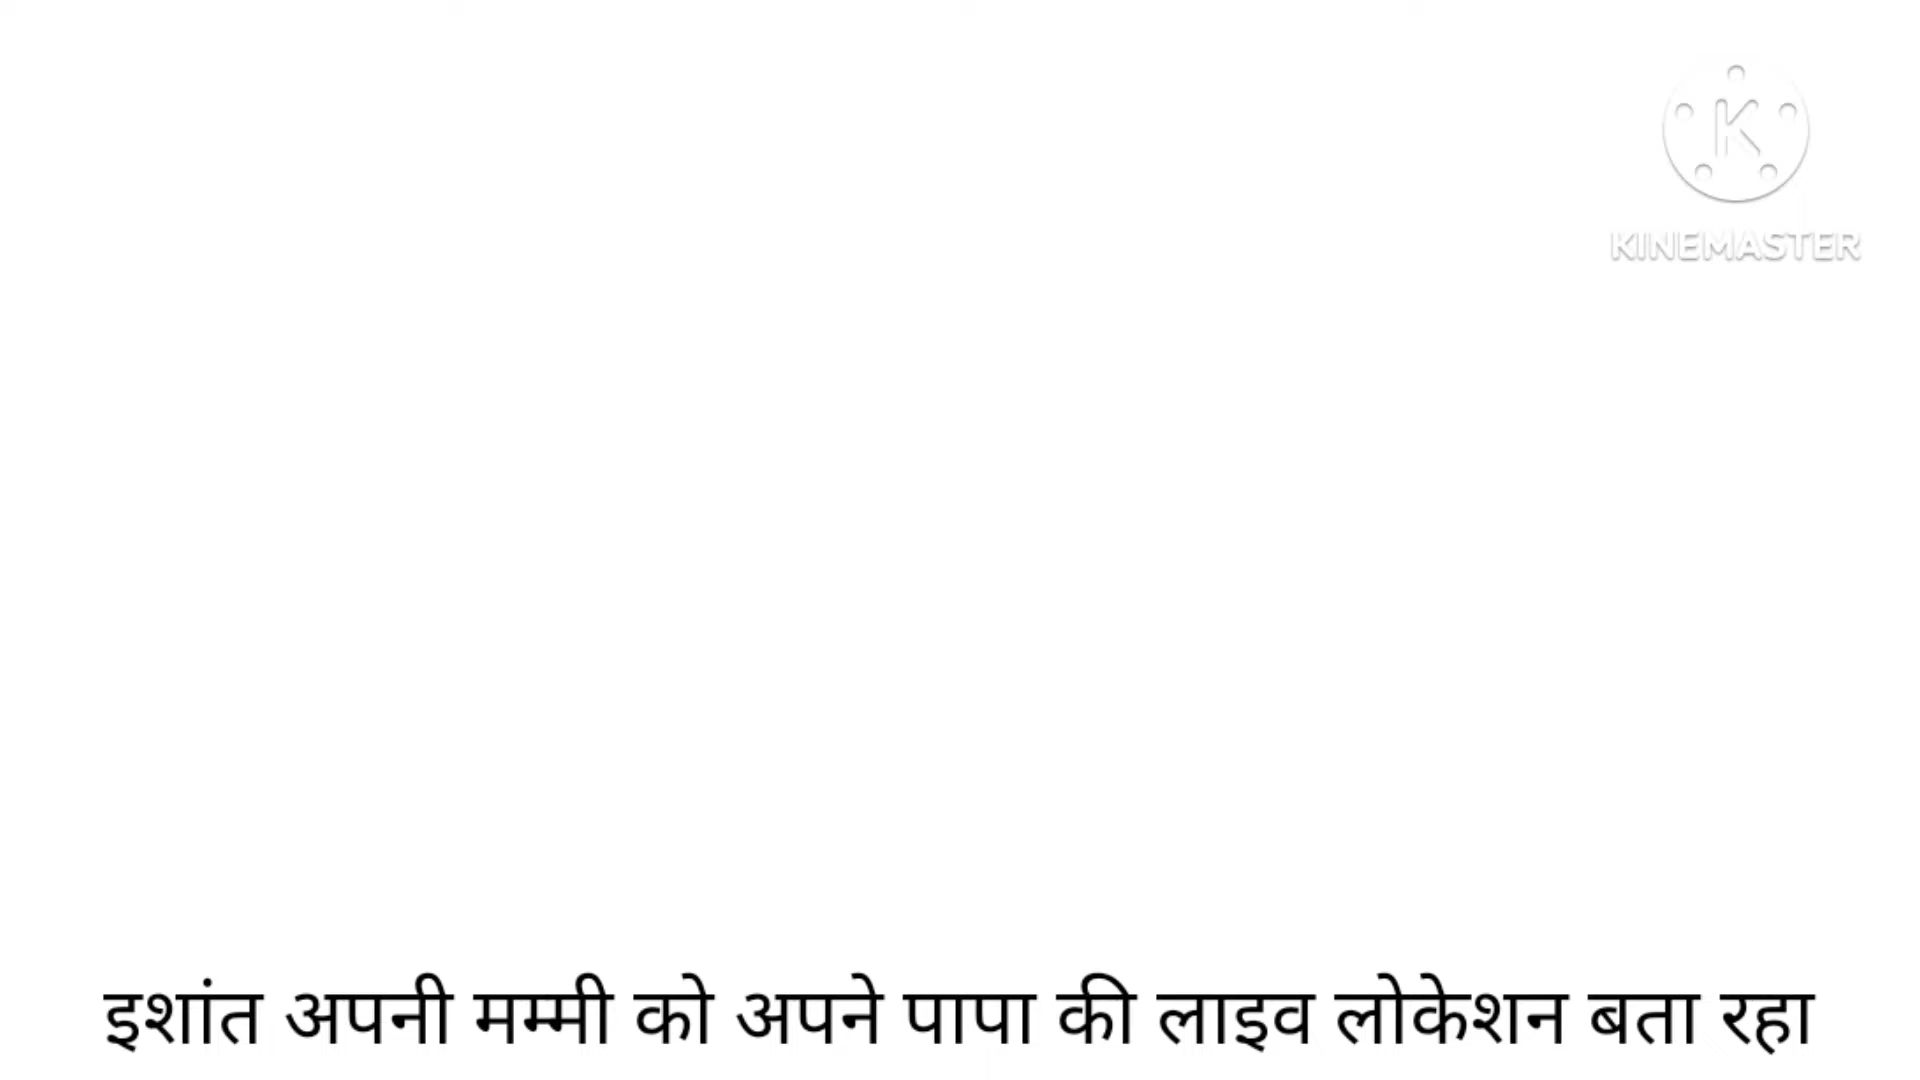 K
KINEMASTER
इशांत अपनी मम्मी को अपने पापा की लाइव लोकेशन बता रहा